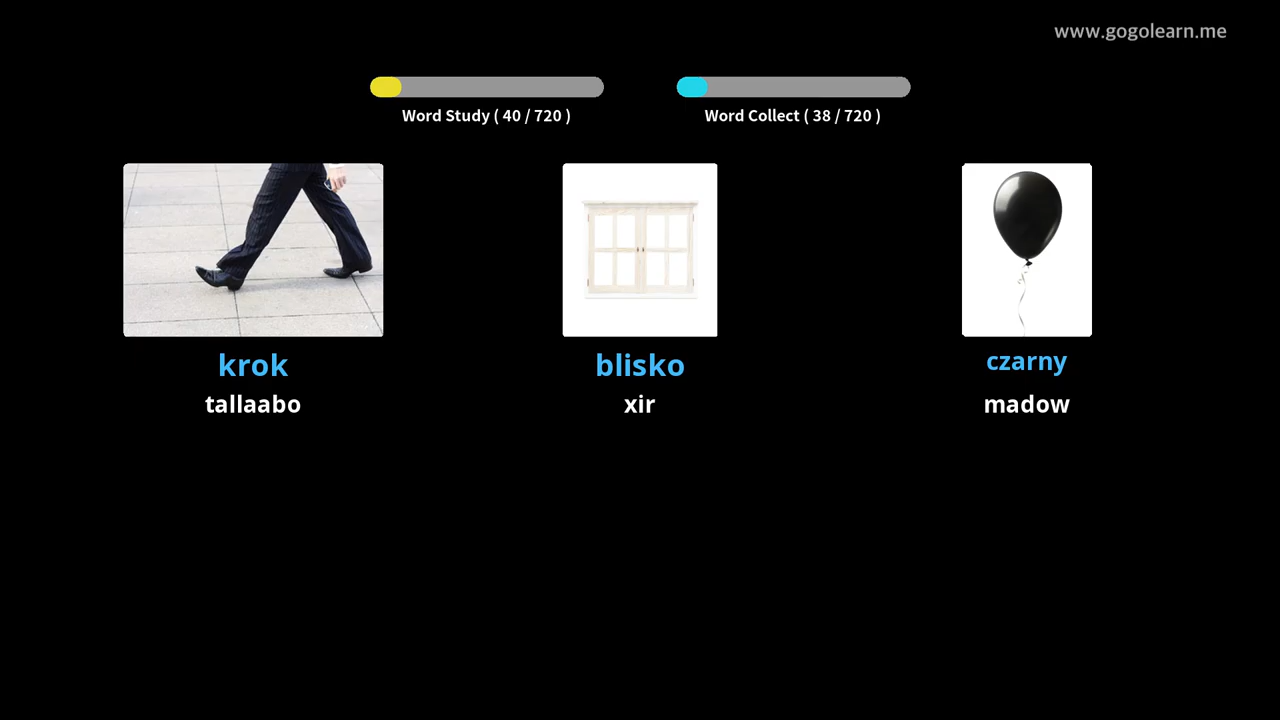 www.gogolearn.me
Word Study ( 40 / 720 )
Word Collect ( 38 / 720 )
krok
tallaabo
blisko
xir
czarny
madow